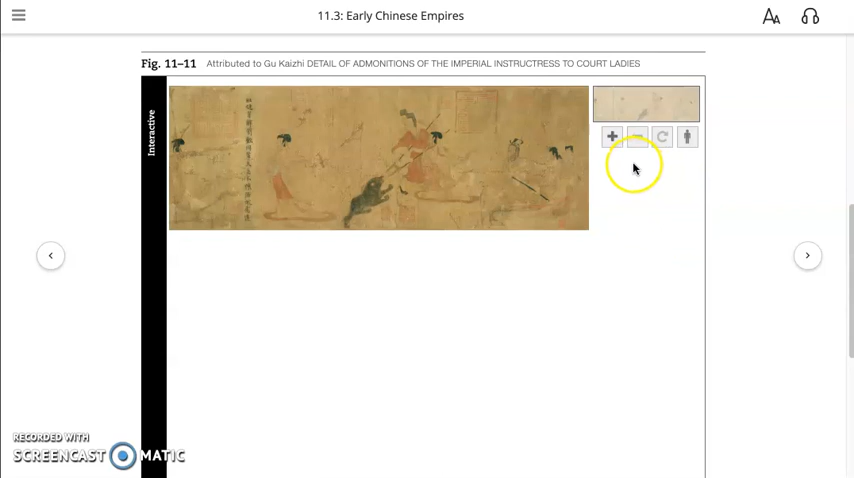 11.3: Early Chinese Empires
Fig. 11–11 Attributed to Gu Kaizhi DETAIL OF ADMONITIONS OF THE IMPERIAL INSTRUCTRESS TO COURT LADIES
Interactive
RECORDED WITH
SCREENCAST MATIC